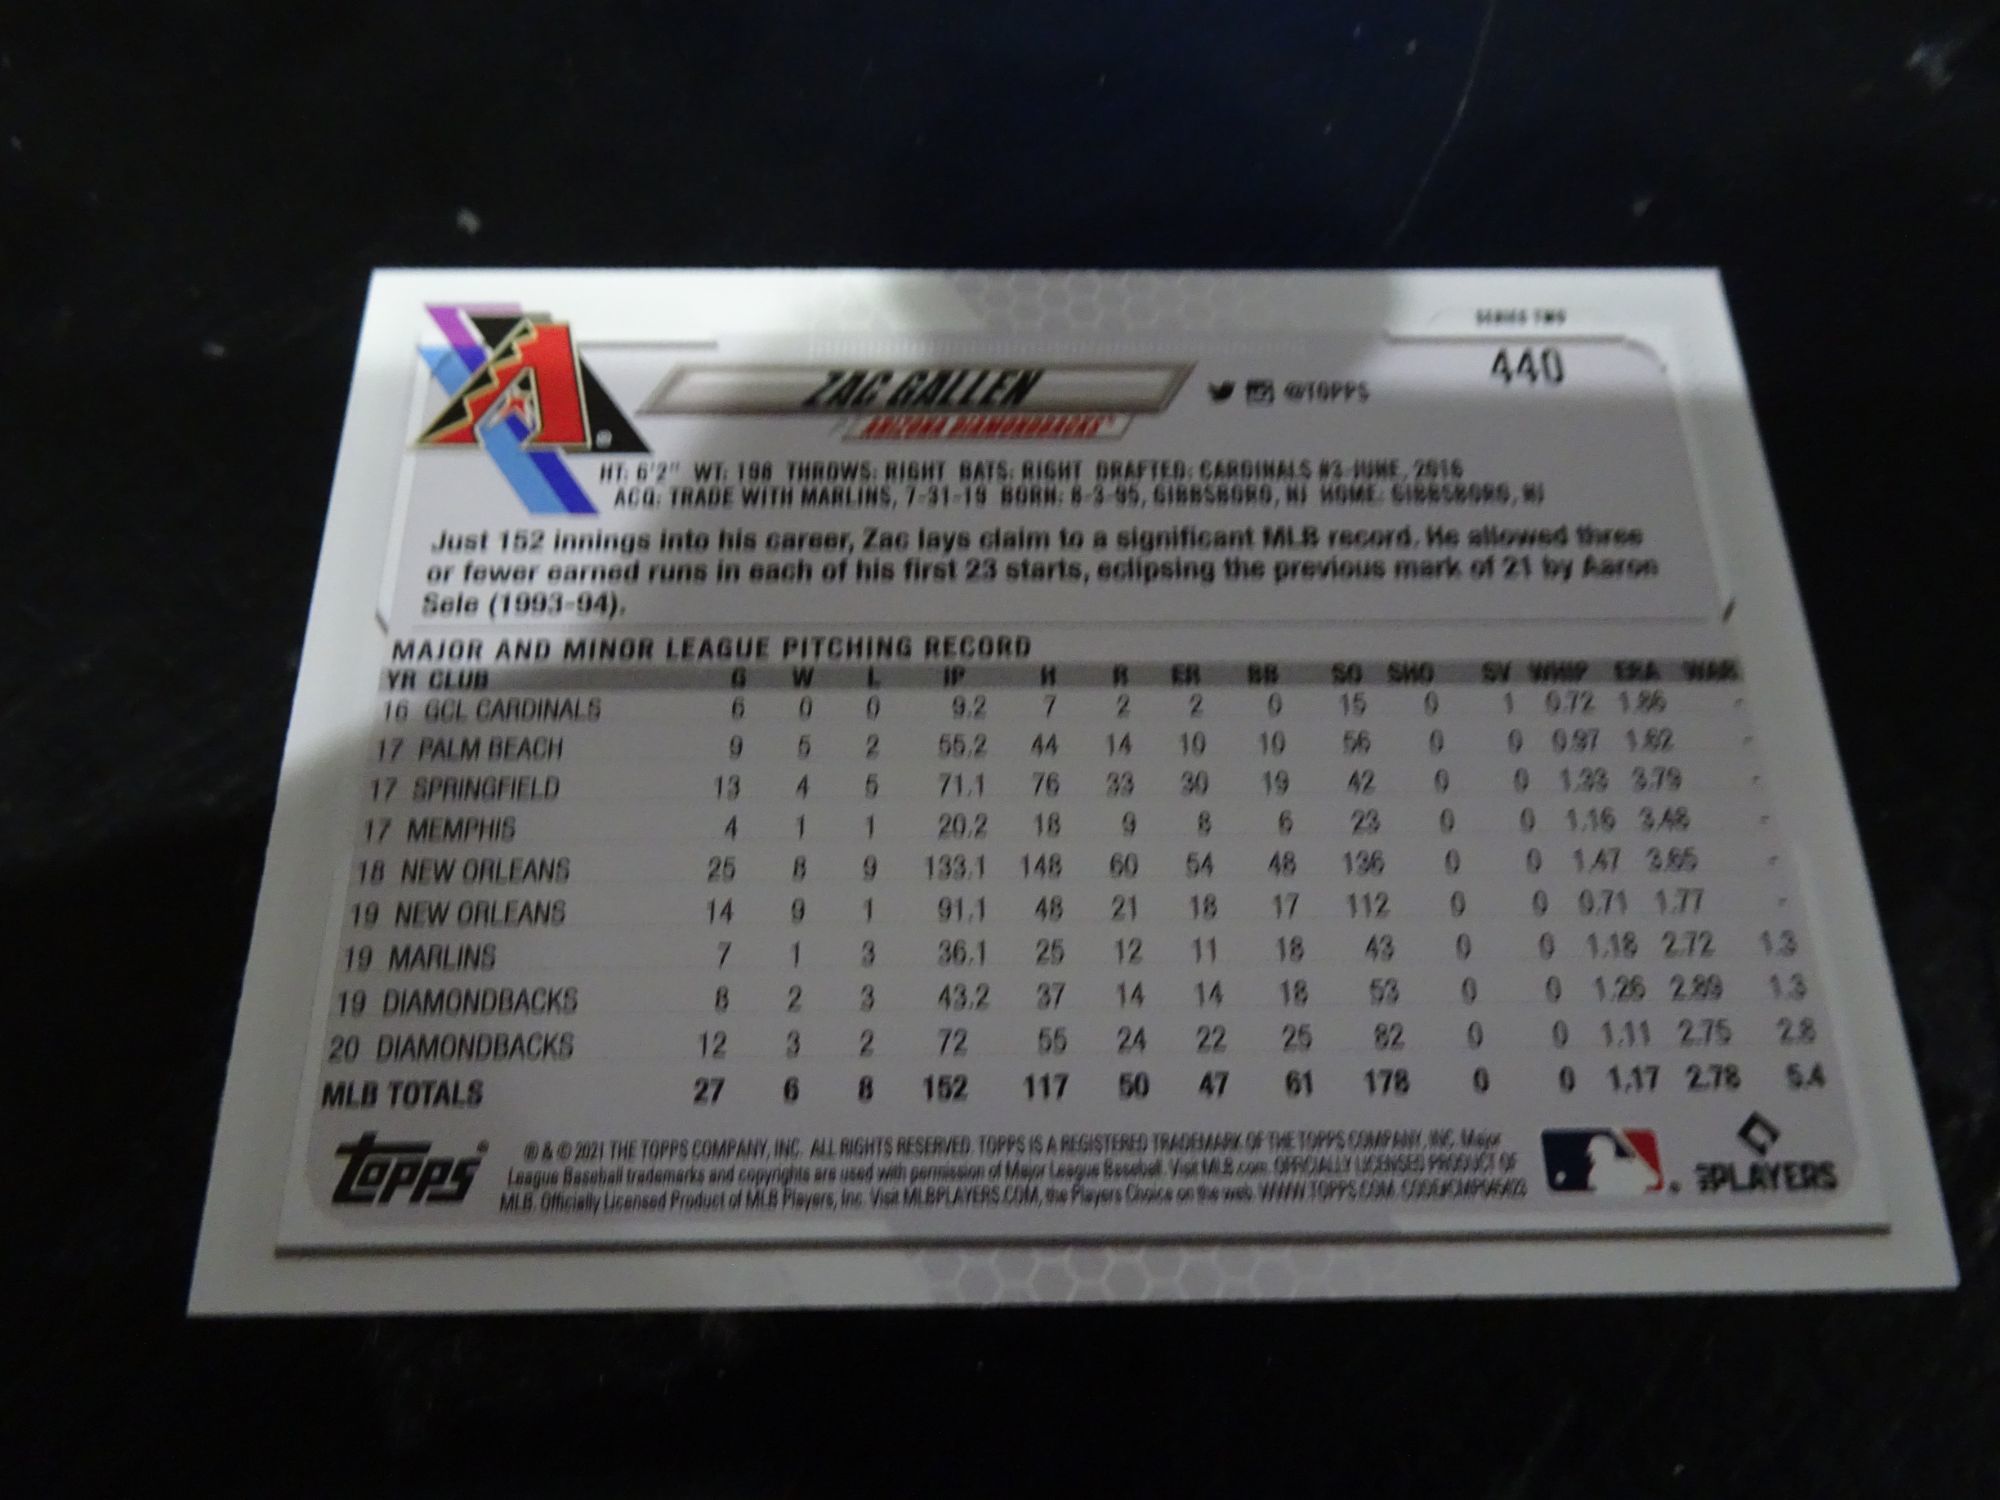 SERIES TWO
440
ZAC GALLEN
@TOPPS
ARIZONA DIAMONDBACKS
HT: 6'2" WT: 198 THROWS: RIGHT BATS: RIGHT DRAFTED: CARDINALS #3-JUNE, 2016
ACQ: TRADE WITH MARLINS, 7-31-19 BORN: 8-3-95, GIBBSBORO, NJ HOME: GIBBSBORO, NJ
Just 152 innings into his career, Zac lays claim to a significant MLB record. He allowed three
or fewer earned runs in each of his first 23 starts, eclipsing the previous mark of 21 by Aaron
Sele (1993-94).
MAJOR AND MINOR LEAGUE PITCHING RECORD
YR CLUB G W L IP H R ER BB SO SHO SV WHIP ERA WAR
16 GCL CARDINALS 6 0 0 9.2 7 2 2 0 15 0 1 0.72 1.86 -
17 PALM BEACH 9 5 2 55.2 44 14 10 10 56 0 0 0.97 1.62 -
17 SPRINGFIELD 13 4 5 71.1 76 33 30 19 42 0 0 1.33 3.79 -
17 MEMPHIS 4 1 1 20.2 18 9 8 6 23 0 0 1.16 3.48 -
18 NEW ORLEANS 25 8 9 133.1 148 60 54 48 136 0 0 1.47 3.65 -
19 NEW ORLEANS 14 9 1 91.1 48 21 18 17 112 0 0 0.71 1.77 -
19 MARLINS 7 1 3 36.1 25 12 11 18 43 0 0 1.18 2.72 1.3
19 DIAMONDBACKS 8 2 3 43.2 37 14 14 18 53 0 0 1.26 2.89 1.3
20 DIAMONDBACKS 12 3 2 72 55 24 22 25 82 0 0 1.11 2.75 2.8
MLB TOTALS 27 6 8 152 117 50 47 61 178 0 0 1.17 2.78 5.4
topps
® & © 2021 THE TOPPS COMPANY, INC. ALL RIGHTS RESERVED. TOPPS IS A REGISTERED TRADEMARK OF THE TOPPS COMPANY, INC. Major
League Baseball trademarks and copyrights are used with permission of Major League Baseball. Visit MLB.com. OFFICIALLY LICENSED PRODUCT OF
MLB. Officially Licensed Product of MLB Players, Inc. Visit MLBPLAYERS.COM, the Players Choice on the web. WWW.TOPPS.COM.
PLAYERS